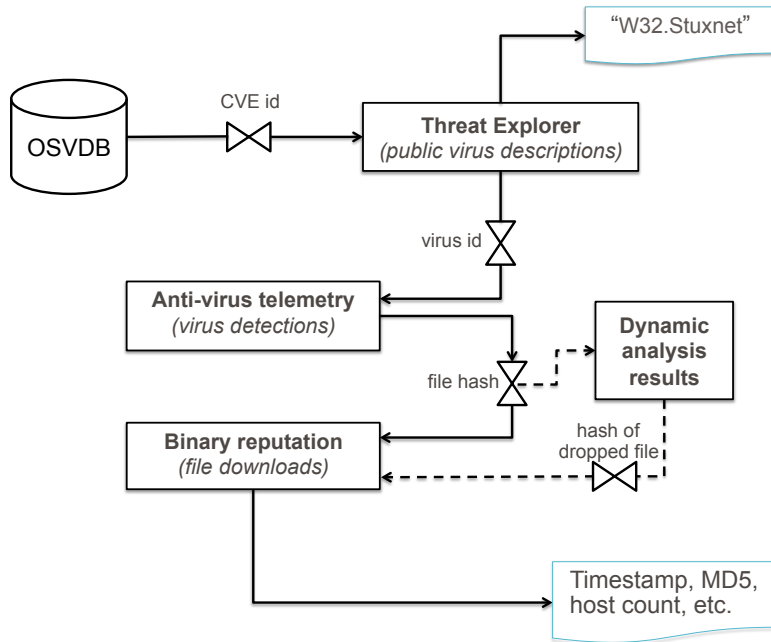 “W32.Stuxnet”
CVE id
OSVDB
Threat Explorer
(public virus descriptions)
virus id
Anti-virus telemetry
(virus detections)
Dynamic
analysis
results
file hash
hash of
dropped file
Binary reputation
(file downloads)
Timestamp, MD5,
host count, etc.